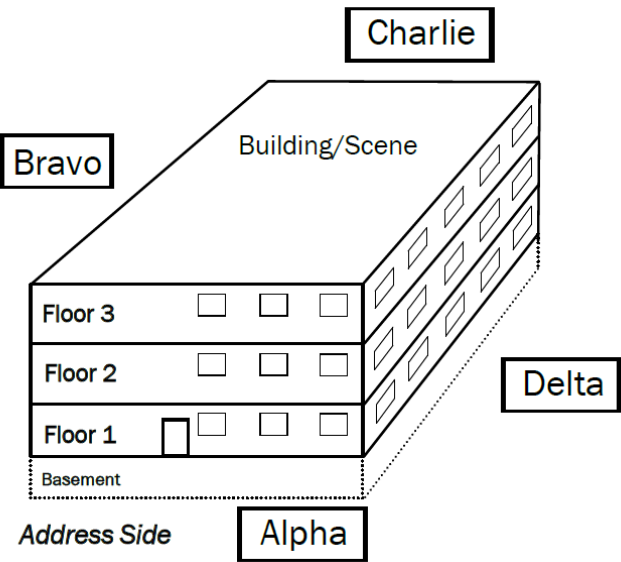 Charlie
Building/Scene
Bravo
Floor 3
Floor 2
Delta
Floor 1
Basement
Address Side
Alpha